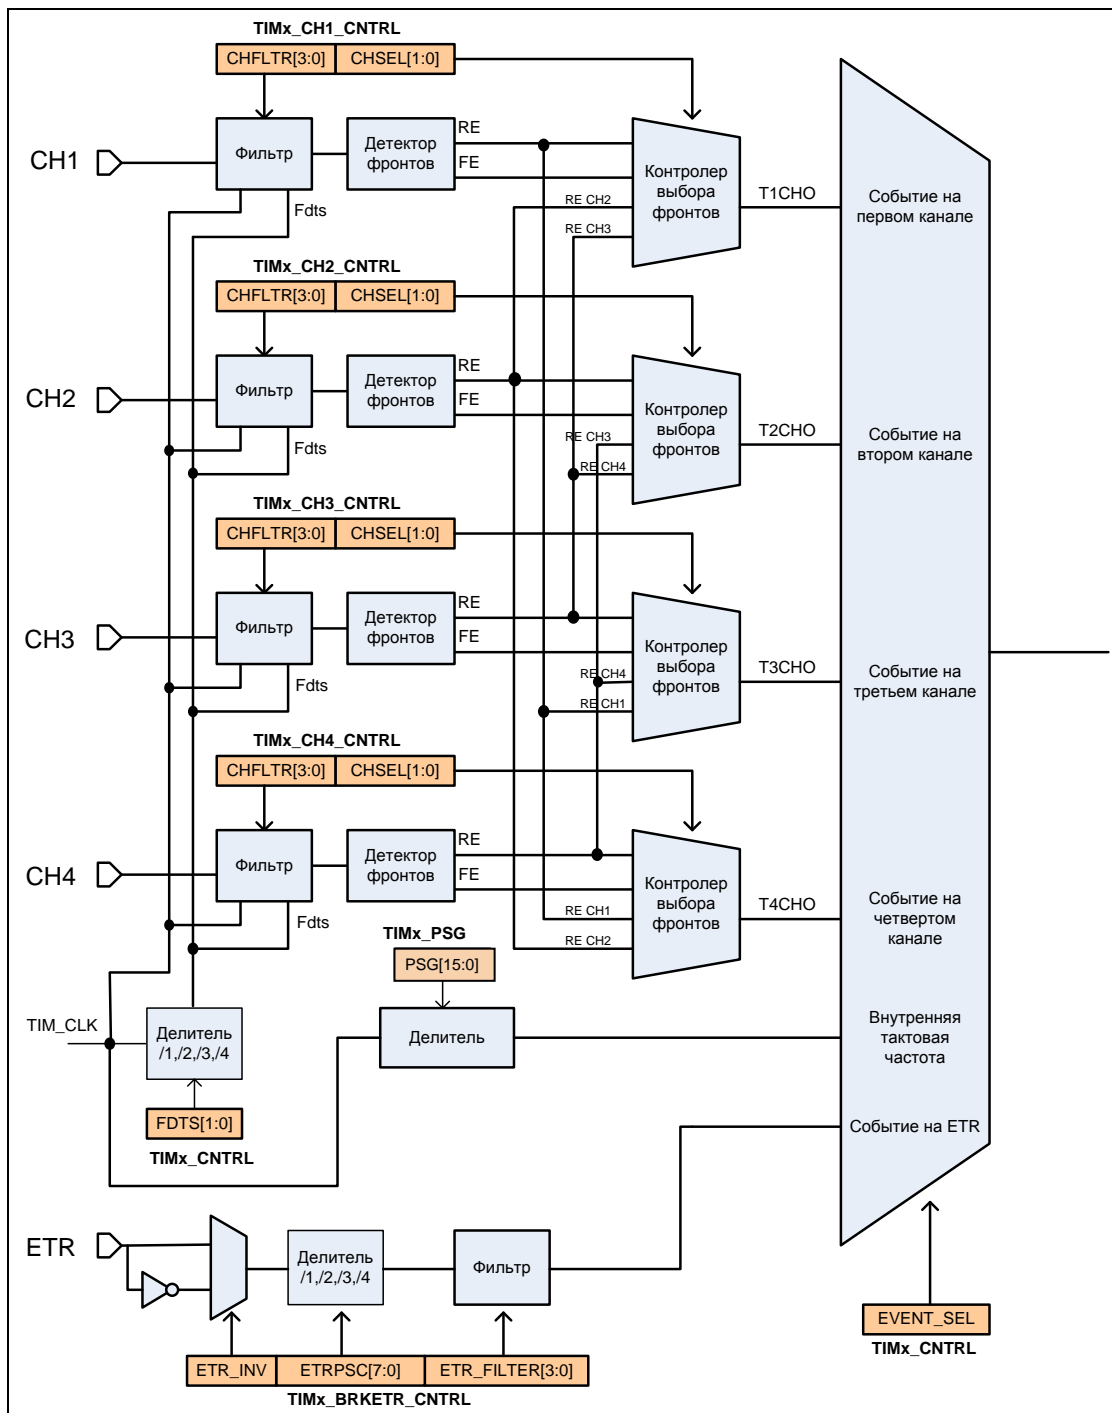 TIMx_CH1_CNTRL
CHFLTR[3:0] CHSEL[1:0]
CH1
Фильтр
Fdts
Детектор
фронтов
RE
FE
RE CH2
RE CH3
Контролер
выбора
фронтов
T1CHO
Событие на
первом канале
TIMx_CH2_CNTRL
CHFLTR[3:0] CHSEL[1:0]
CH2
Фильтр
Fdts
Детектор
фронтов
RE
FE
RE CH3
RE CH4
Контролер
выбора
фронтов
T2CHO
Событие на
втором канале
TIMx_CH3_CNTRL
CHFLTR[3:0] CHSEL[1:0]
CH3
Фильтр
Fdts
Детектор
фронтов
RE
FE
RE CH4
RE CH1
Контролер
выбора
фронтов
T3CHO
Событие на
третьем канале
TIMx_CH4_CNTRL
CHFLTR[3:0] CHSEL[1:0]
CH4
Фильтр
Fdts
Детектор
фронтов
RE
FE
RE CH1
RE CH2
Контролер
выбора
фронтов
T4CHO
Событие на
четвертом
канале
TIMx_PSG
PSG[15:0]
TIM_CLK
Делитель
/1,/2,/3,/4
Делитель
Внутренняя
тактовая
частота
FDTS[1:0]
TIMx_CNTRL
Событие на ETR
ETR
Делитель
/1,/2,/3,/4
Фильтр
EVENT_SEL
TIMx_CNTRL
ETR_INV ETRPSC[7:0] ETR_FILTER[3:0]
TIMx_BRKETR_CNTRL